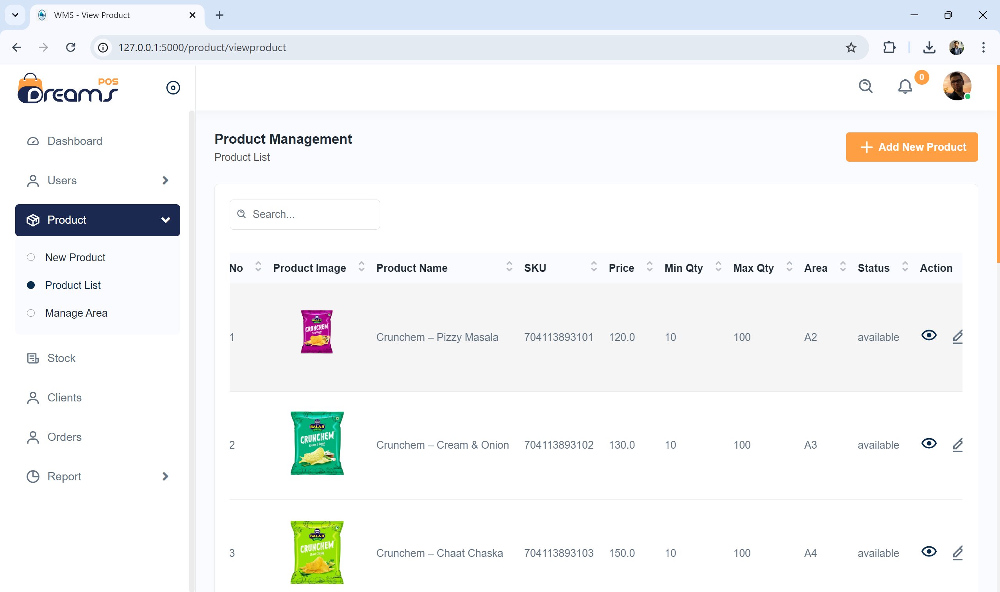 WMS - View Product
127.0.0.1:5000/product/viewproduct
POS
Dreams
0
Dashboard
Users
Product
New Product
Product List
Manage Area
Stock
Clients
Orders
Report
Product Management
Product List
Add New Product
Search...
No Product Image Product Name SKU Price Min Qty Max Qty Area Status Action
BALAJI
CRUNCHEM
Pizzy Masala
1 Crunchem – Pizzy Masala 704113893101 120.0 10 100 A2 available
BALAJI
WAFERS
CRUNCHEM
Cream & Onion
2 Crunchem – Cream & Onion 704113893102 130.0 10 100 A3 available
BALAJI
WAFERS
CRUNCHEM
Chaat Chaska
3 Crunchem – Chaat Chaska 704113893103 150.0 10 100 A4 available